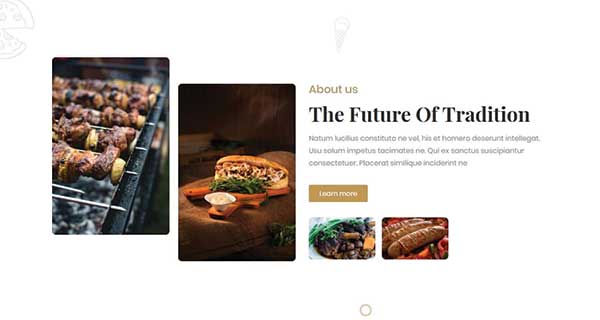 About us
The Future Of Tradition
Natum lucilius constituto ne vel, his et homero deserunt intellegat.
Usu solum impetus tacimates ne. Qui ex sanctus suscipiantur
consectetuer. Placerat similique inciderint ne
Learn more